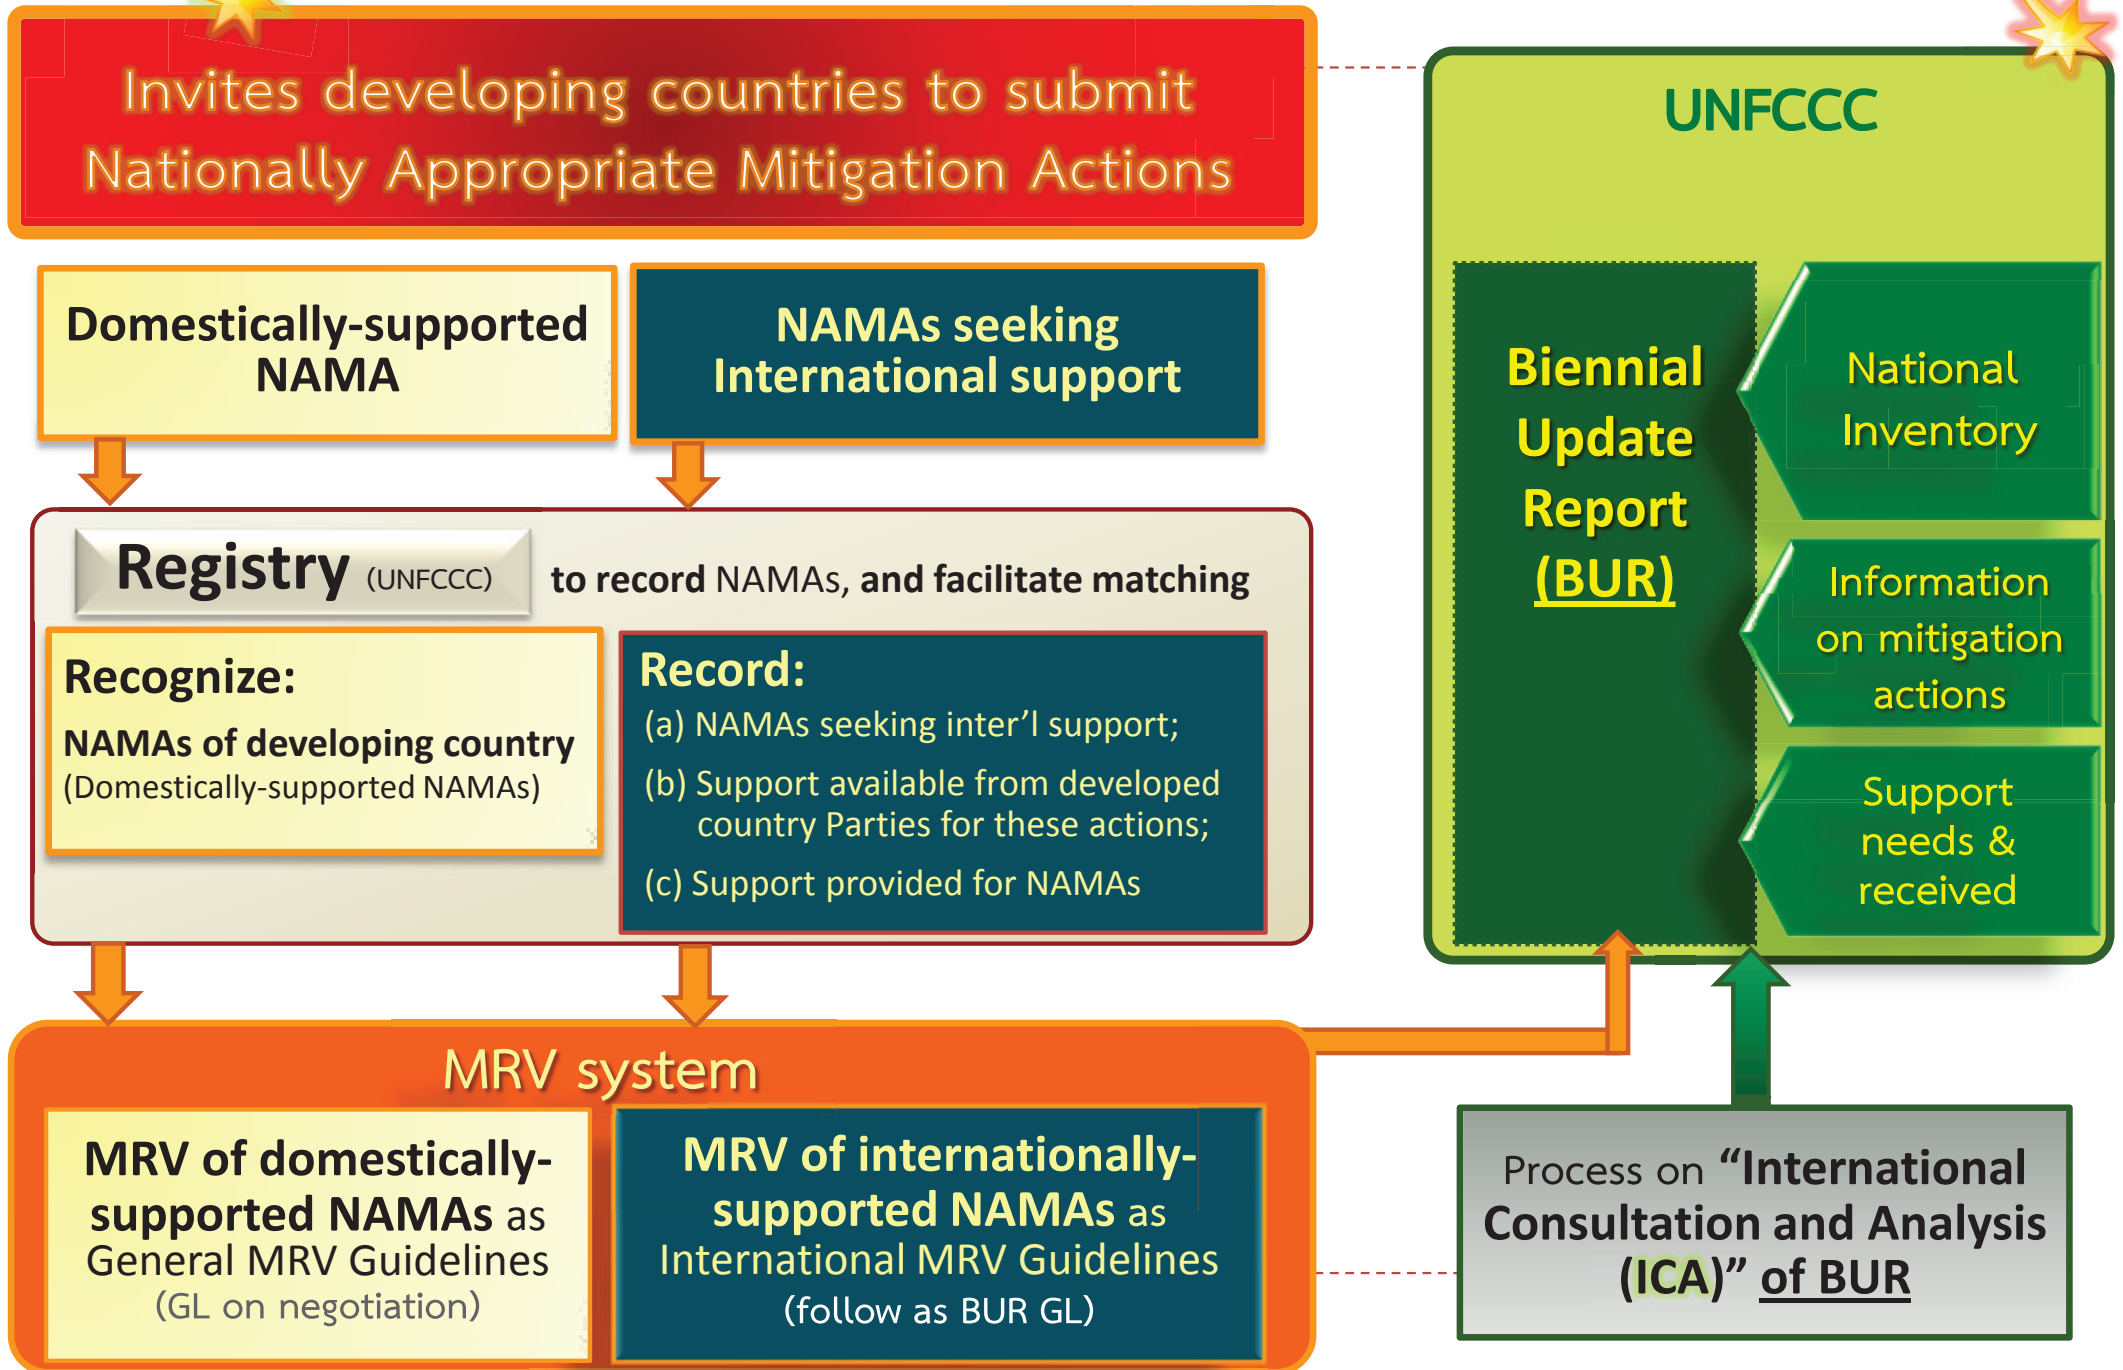 Invites developing countries to submit
Nationally Appropriate Mitigation Actions
Domestically-supported
NAMA
NAMAs seeking
International support
Registry (UNFCCC) to record NAMAs, and facilitate matching
Recognize:
NAMAs of developing country
(Domestically-supported NAMAs)
Record:
(a) NAMAs seeking inter’l support;
(b) Support available from developed
country Parties for these actions;
(c) Support provided for NAMAs
MRV system
MRV of domestically-
supported NAMAs as
General MRV Guidelines
(GL on negotiation)
MRV of internationally-
supported NAMAs as
International MRV Guidelines
(follow as BUR GL)
UNFCCC
Biennial
Update
Report
(BUR)
National
Inventory
Information
on mitigation
actions
Support
needs &
received
Process on “International
Consultation and Analysis
(ICA)” of BUR